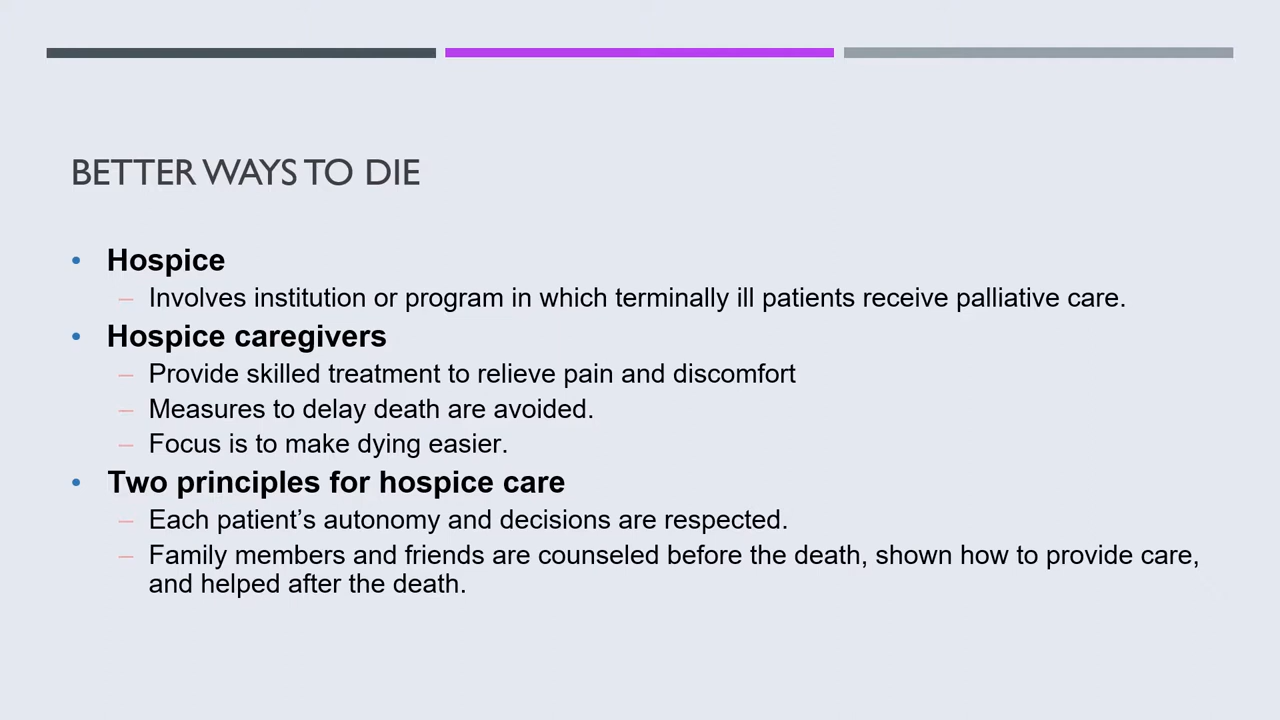 BETTER WAYS TO DIE
• Hospice
– Involves institution or program in which terminally ill patients receive palliative care.
• Hospice caregivers
– Provide skilled treatment to relieve pain and discomfort
– Measures to delay death are avoided.
– Focus is to make dying easier.
• Two principles for hospice care
– Each patient’s autonomy and decisions are respected.
– Family members and friends are counseled before the death, shown how to provide care,
and helped after the death.